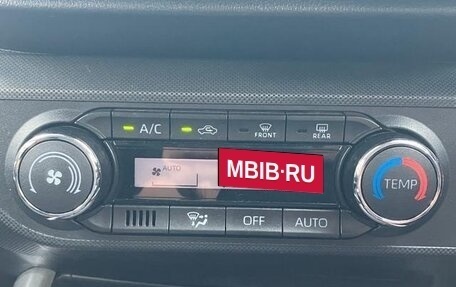 A/C FRONT REAR
AUTO
MBIB·RU
TEMP
OFF AUTO